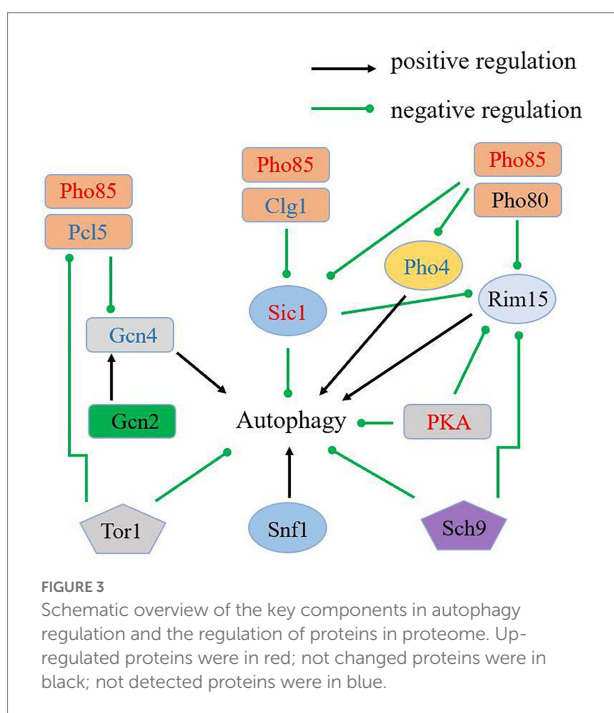 positive regulation
negative regulation
Pho85
Pcl5
Pho85
Clg1
Pho85
Pho80
Pho4
Sic1
Rim15
Gcn4
Gcn2
Autophagy
PKA
Tor1
Snf1
Sch9
FIGURE 3
Schematic overview of the key components in autophagy
regulation and the regulation of proteins in proteome. Up-
regulated proteins were in red; not changed proteins were in
black; not detected proteins were in blue.